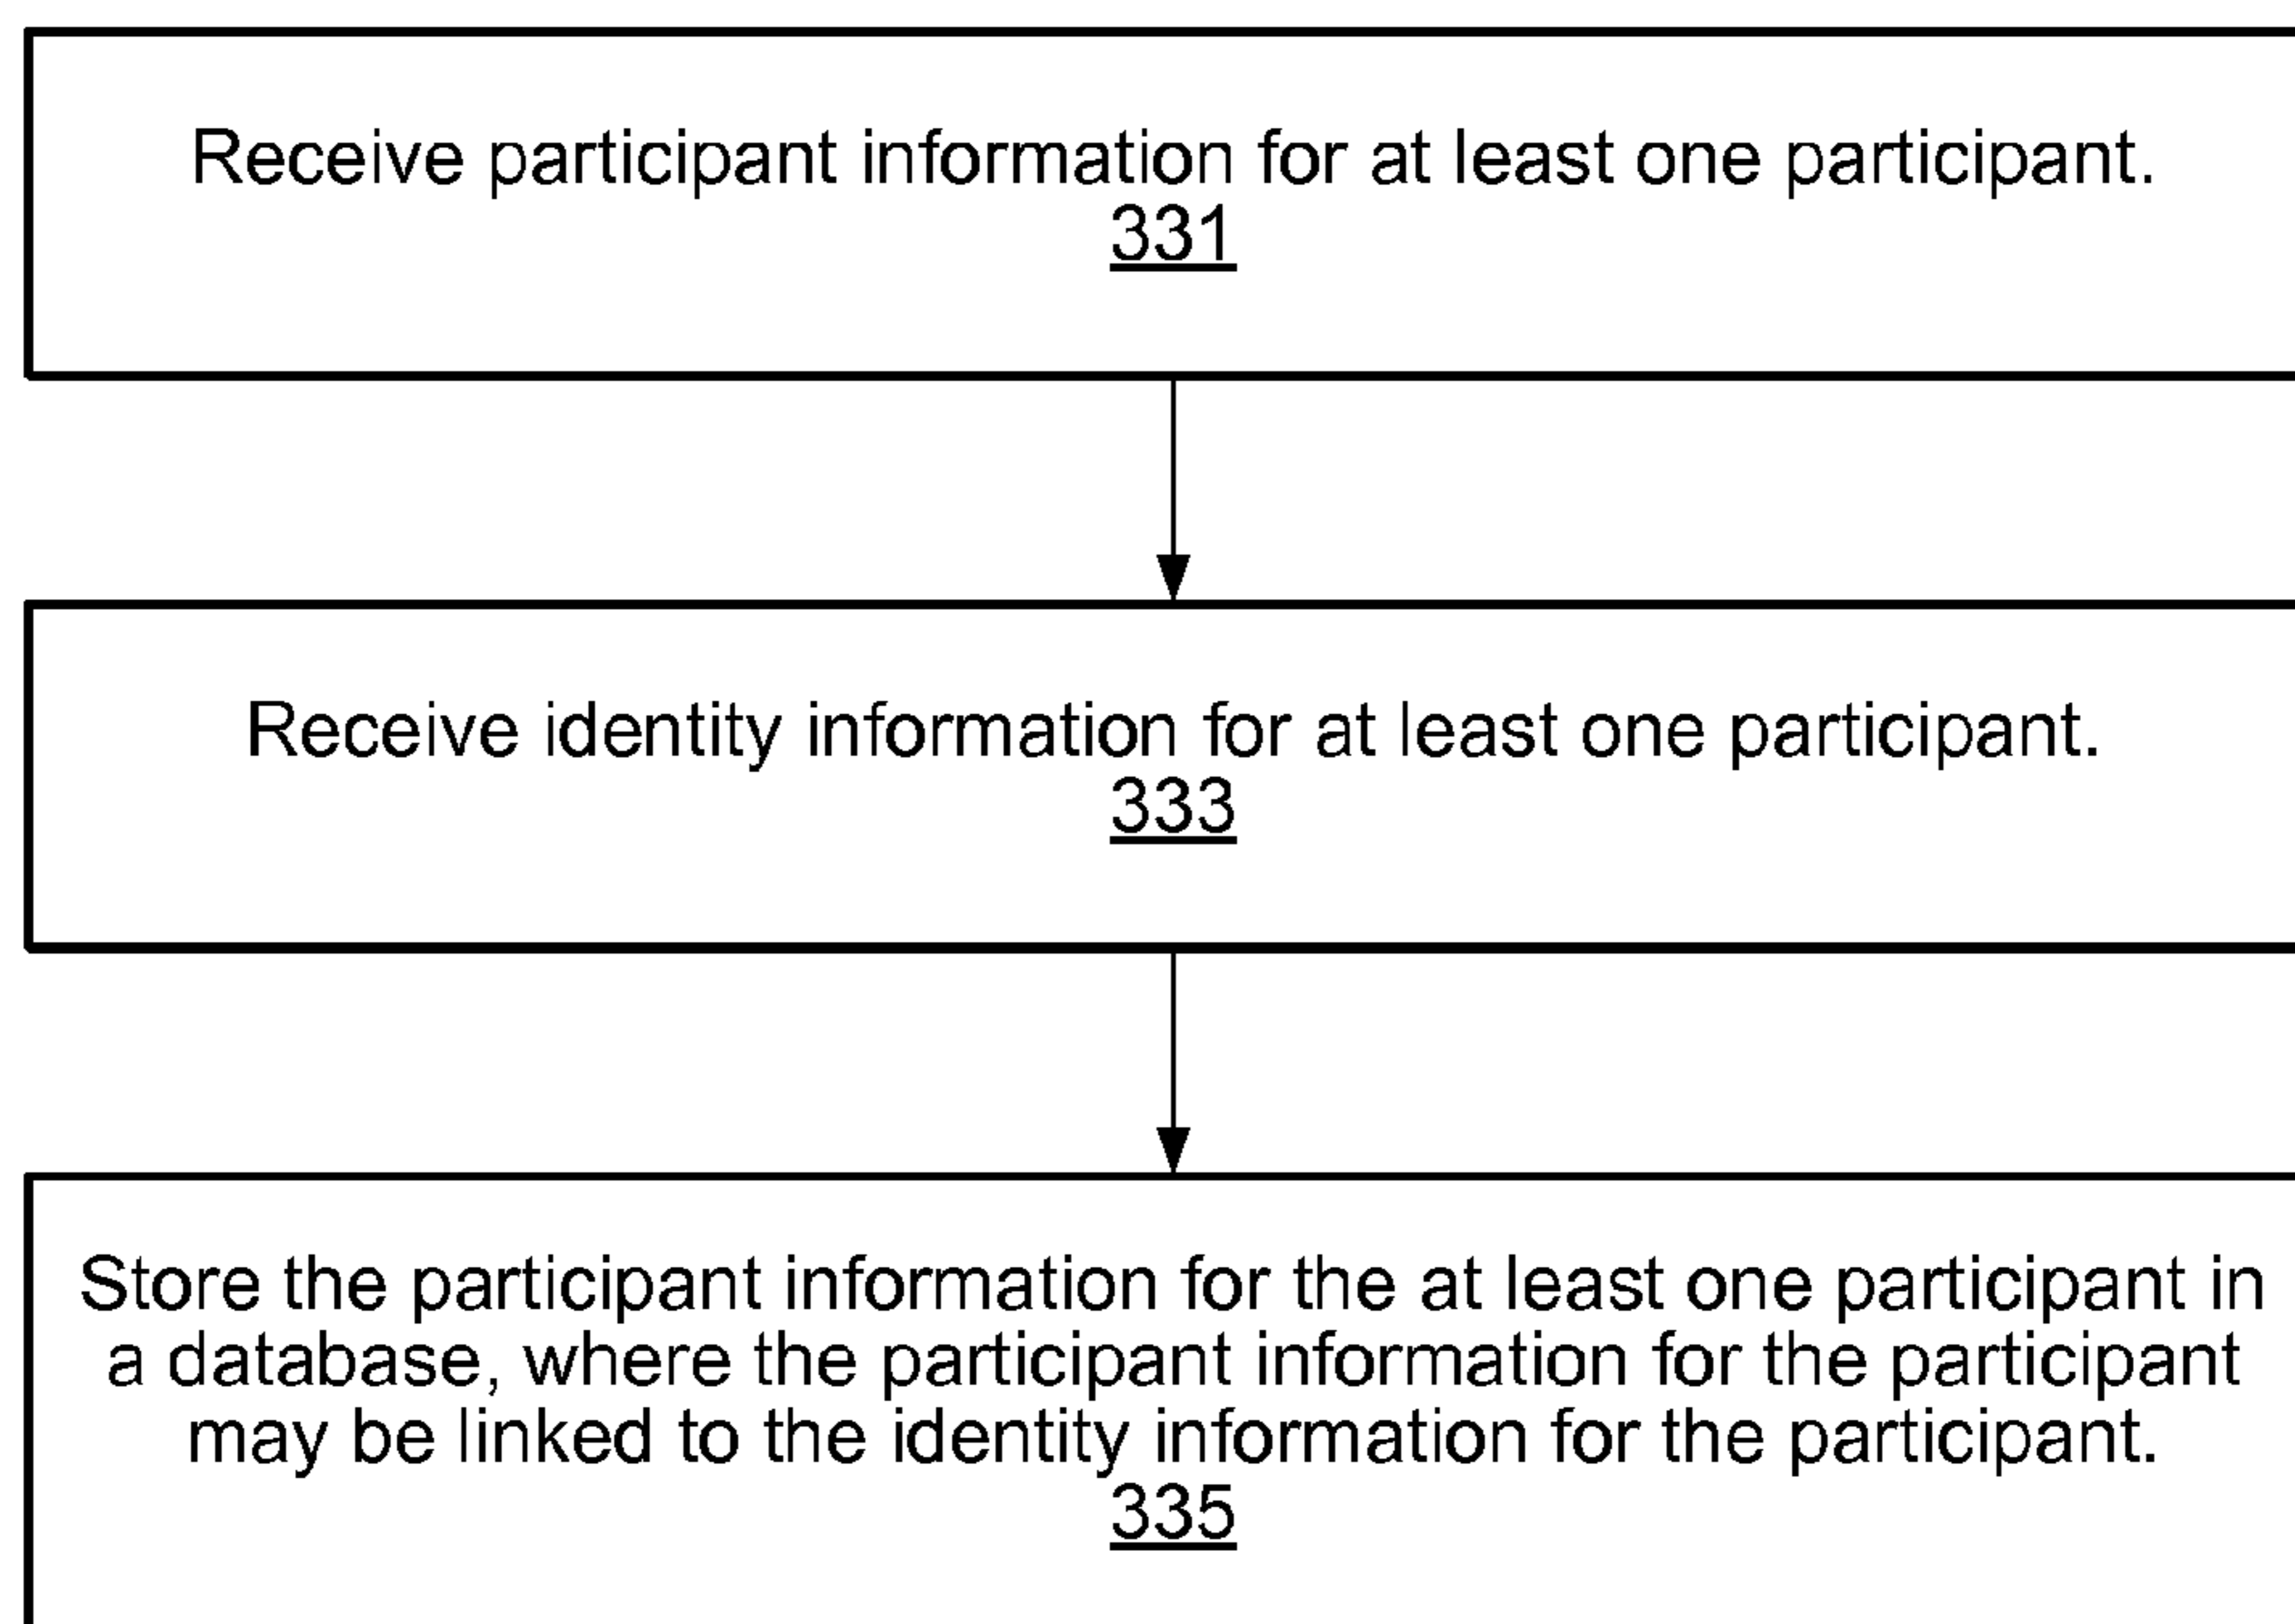 Receive participant information for at least one participant.
331
Receive identity information for at least one participant.
333
Store the participant information for the at least one participant in
a database, where the participant information for the participant
may be linked to the identity information for the participant.
335